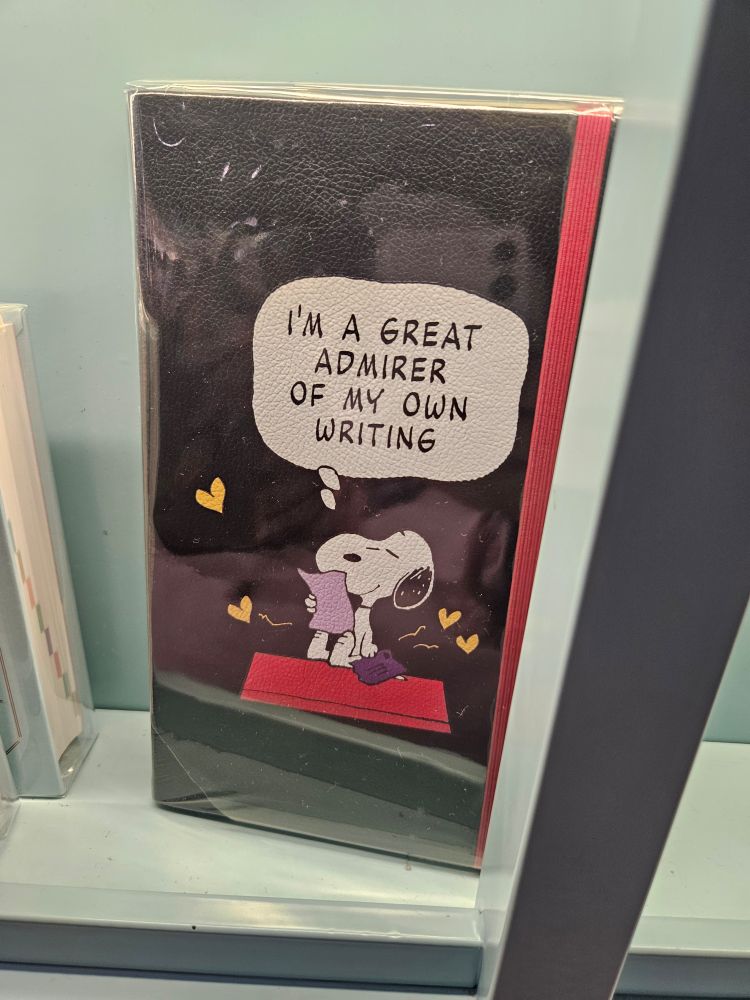 I'M A GREAT
ADMIRER
OF MY OWN
WRITING